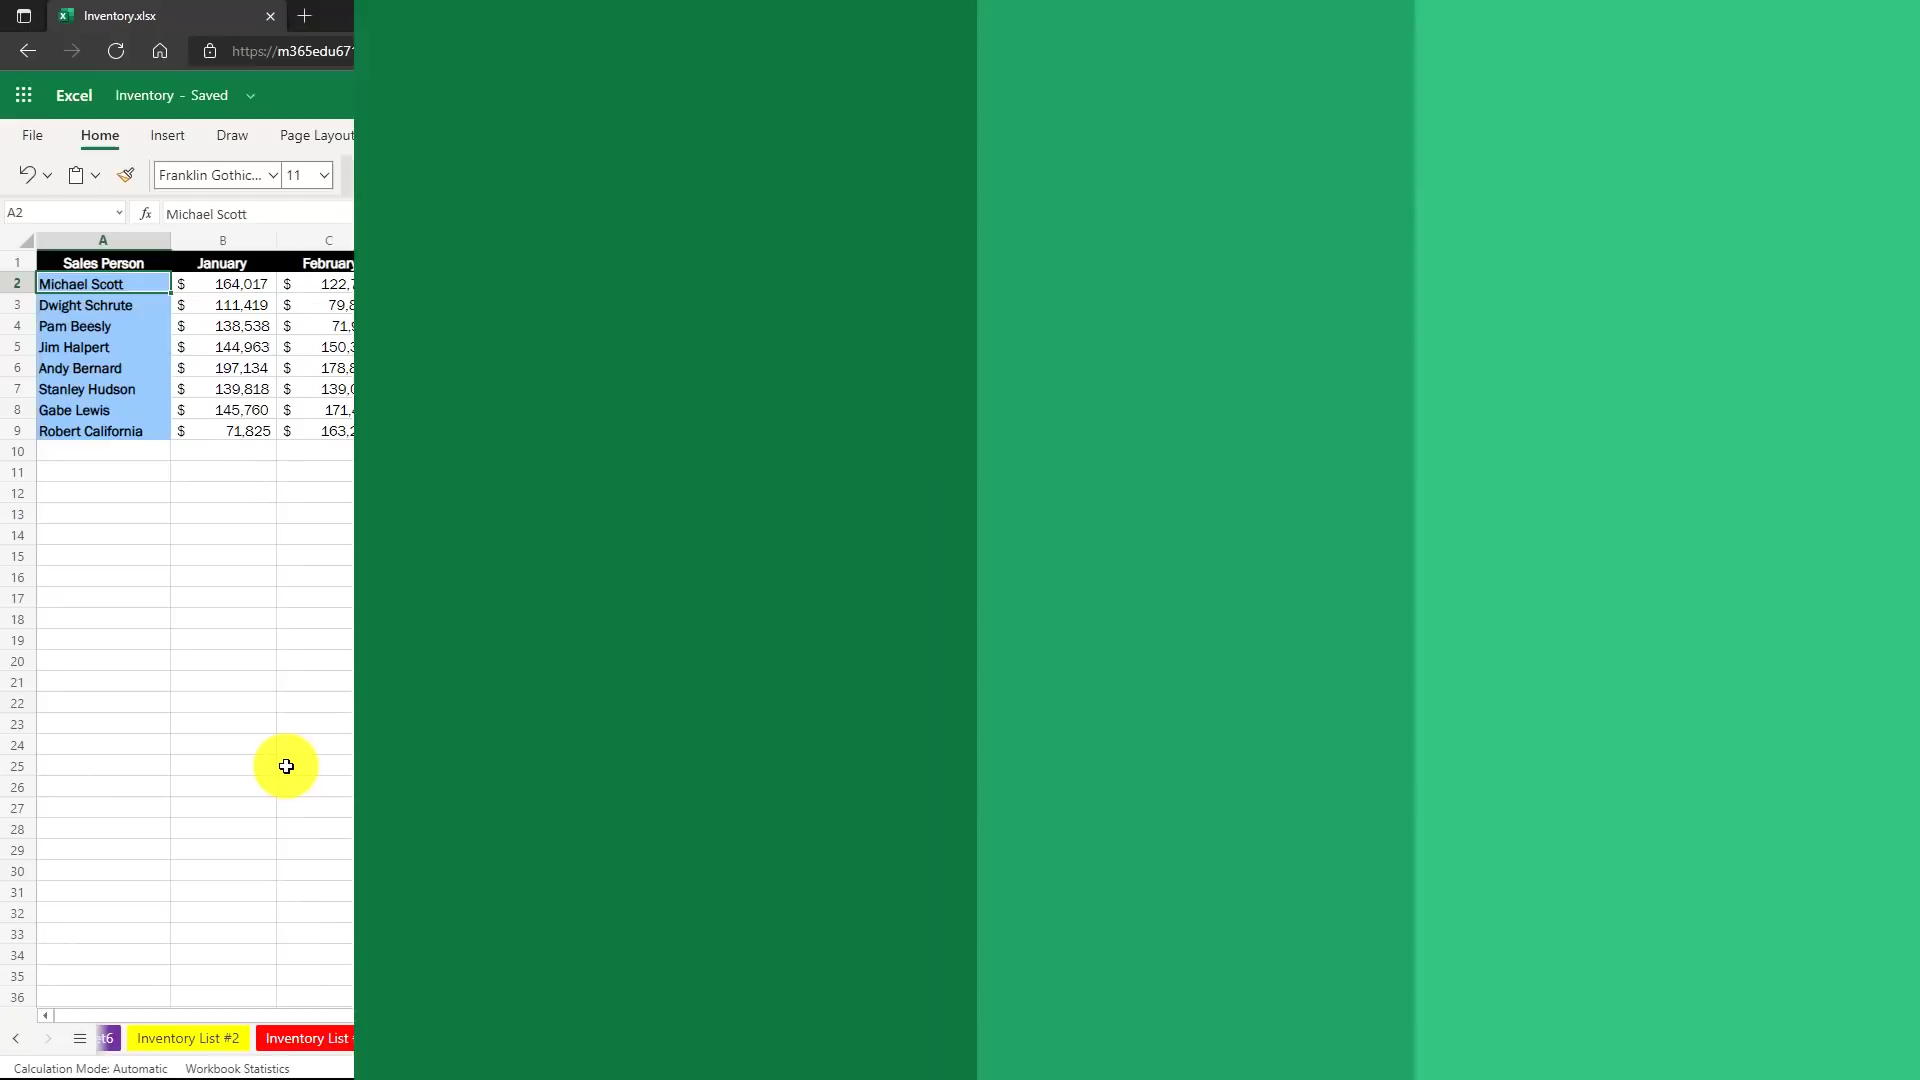 Inventory.xlsx
https://m365edu671
Excel Inventory - Saved
File Home Insert Draw Page Layout
Franklin Gothic... 11
A2 fx Michael Scott
A B C
1 Sales Person January February
2 Michael Scott $ 164,017 $ 122,
3 Dwight Schrute $ 111,419 $ 79,8
4 Pam Beesly $ 138,538 $ 71,9
5 Jim Halpert $ 144,963 $ 150,3
6 Andy Bernard $ 197,134 $ 178,8
7 Stanley Hudson $ 139,818 $ 139,0
8 Gabe Lewis $ 145,760 $ 171,4
9 Robert California $ 71,825 $ 163,2
10
11
12
13
14
15
16
17
18
19
20
21
22
23
24
25
26
27
28
29
30
31
32
33
34
35
36
t6 Inventory List #2 Inventory List
Calculation Mode: Automatic Workbook Statistics